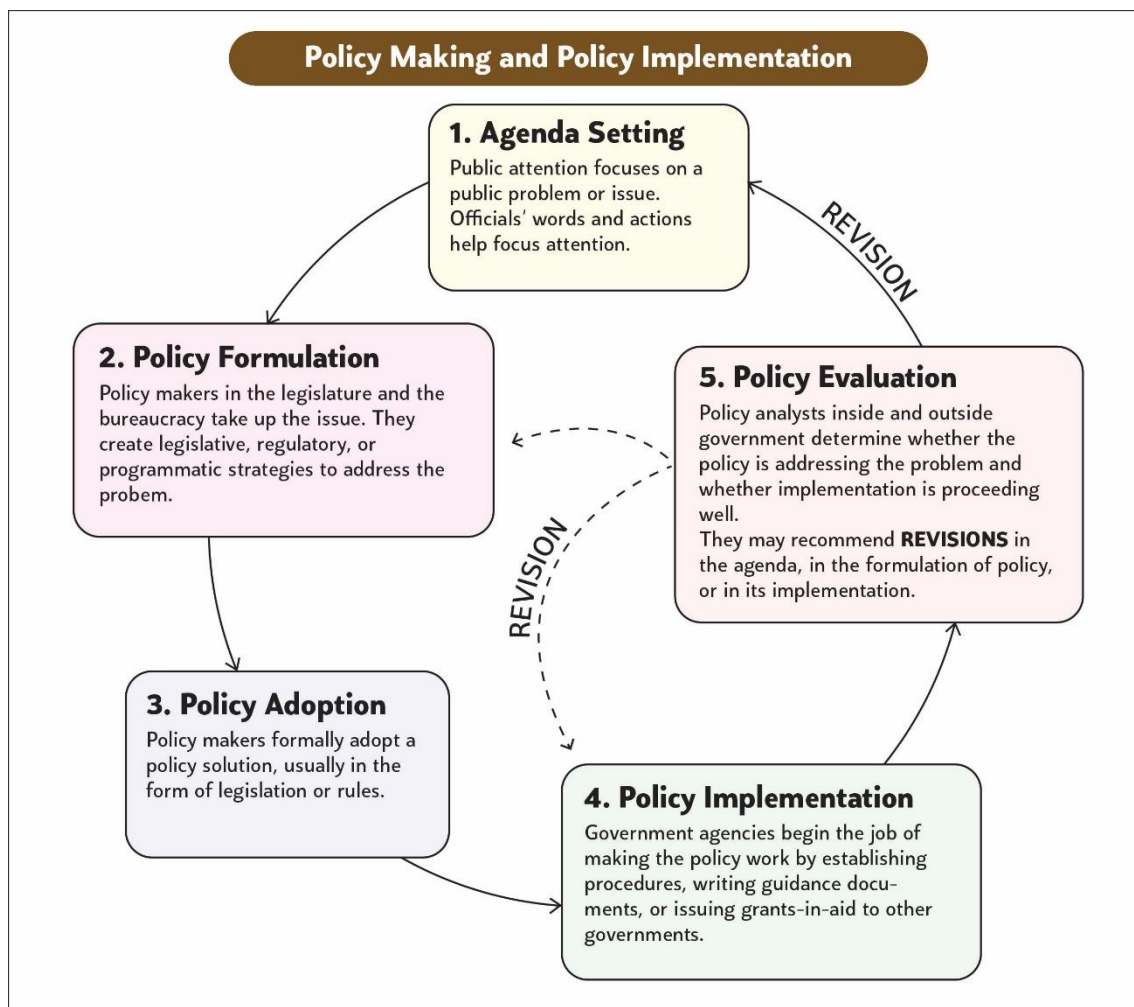 Policy Making and Policy Implementation
1. Agenda Setting
Public attention focuses on a
public problem or issue.
Officials' words and actions
help focus attention.
REVISION
2. Policy Formulation
Policy makers in the legislature and the
bureaucracy take up the issue. They
create legislative, regulatory, or
programmatic strategies to address the
probem.
5. Policy Evaluation
Policy analysts inside and outside
government determine whether the
policy is addressing the problem and
whether implementation is proceeding
well.
They may recommend REVISIONS in
the agenda, in the formulation of policy,
or in its implementation.
REVISION
3. Policy Adoption
Policy makers formally adopt a
policy solution, usually in the
form of legislation or rules.
4. Policy Implementation
Government agencies begin the job of
making the policy work by establishing
procedures, writing guidance docu-
ments, or issuing grants-in-aid to other
governments.